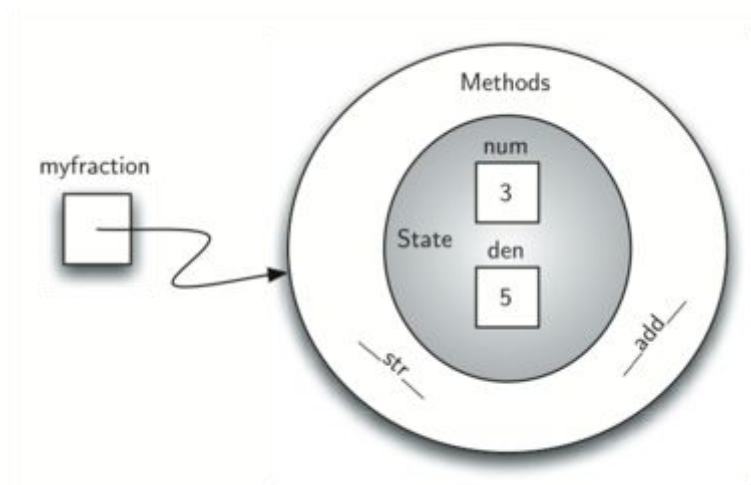 Methods
num
myfraction
3
State
den
5
__str__
__add__